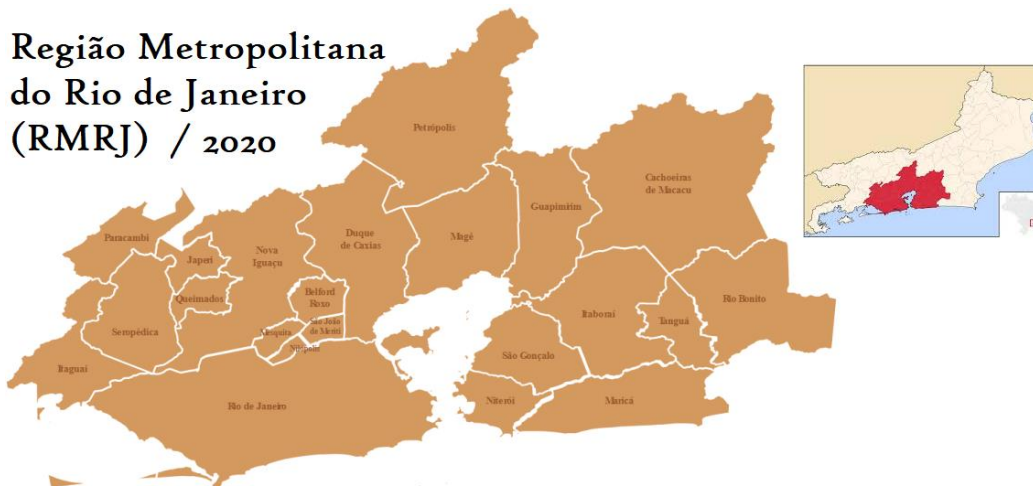 Região Metropolitana
do Rio de Janeiro
(RMRJ) / 2020
Petrópolis
Cachoeiras
de Macacu
Guapimirim
Duque
de Caxias
Magé
Paracambi
Japeri
Nova
Iguaçu
Queimados
Belford
Roxo
Rio Bonito
Itaboraí
Tanguá
São João
de Meriti
Mesquita
Seropédica
Nilópolis
São Gonçalo
Itaguaí
Niterói
Maricá
Rio de Janeiro